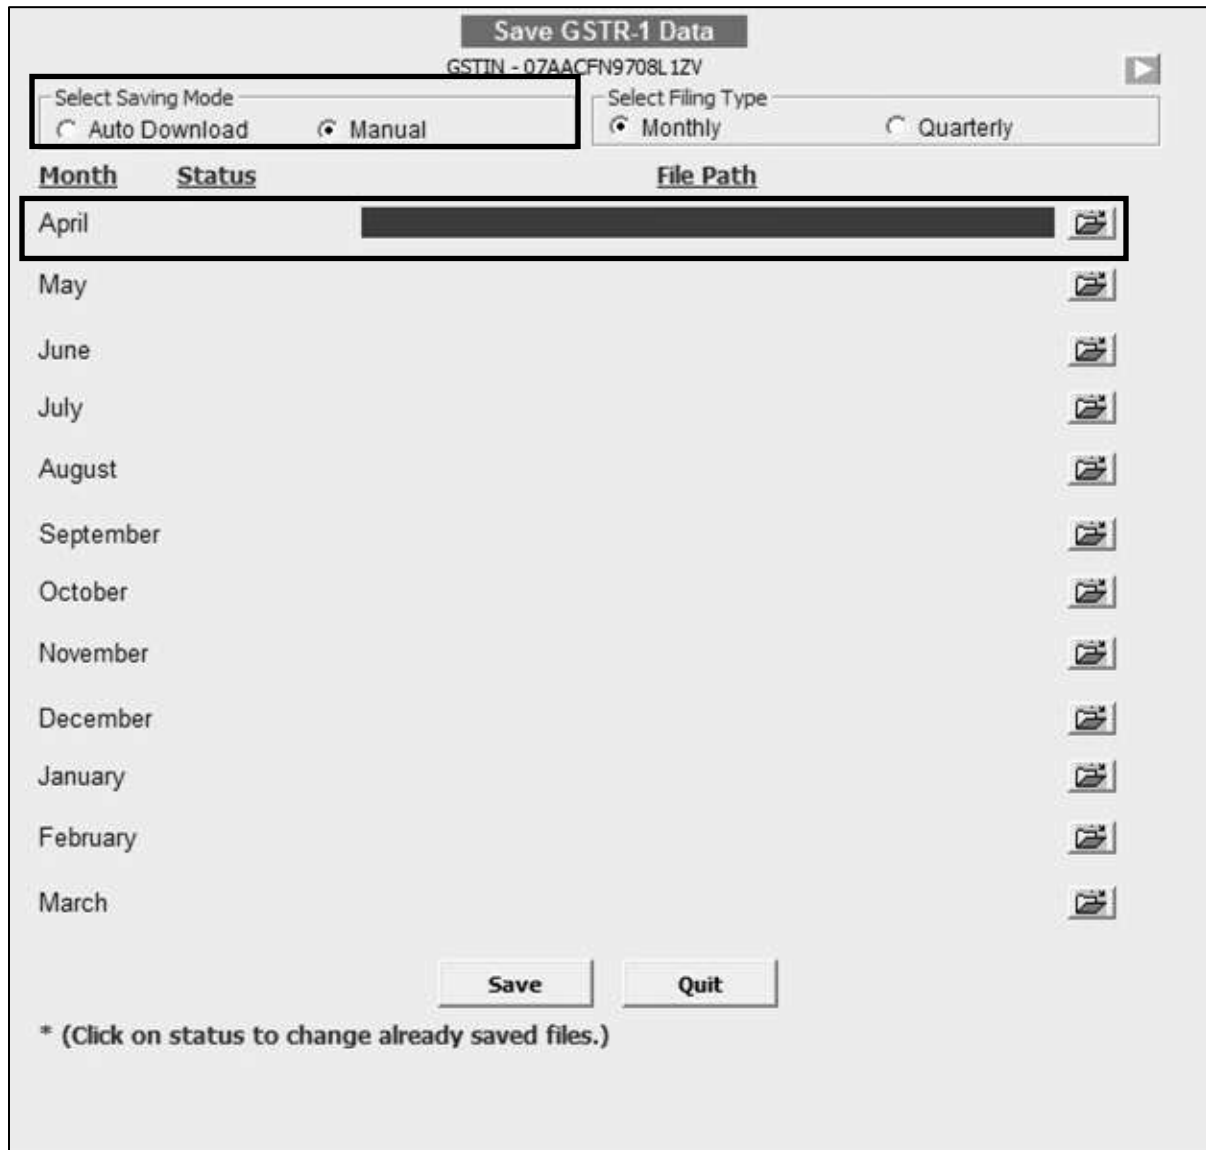 Save GSTR-1 Data
GSTIN - 07AACFN9708L1ZV
Select Saving Mode Select Filing Type
Auto Download Manual Monthly Quarterly
Month Status File Path
April
May
June
July
August
September
October
November
December
January
February
March
Save Quit
* (Click on status to change already saved files.)